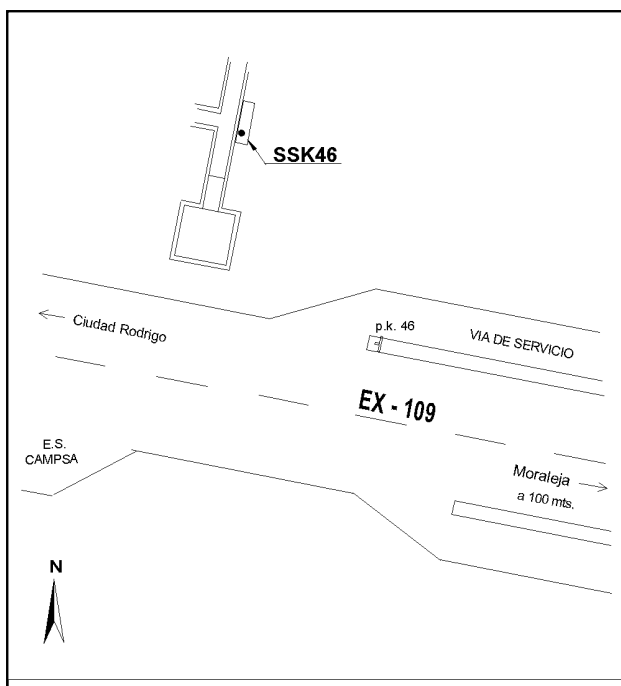 SSK46
Ciudad Rodrigo
p.k. 46
VIA DE SERVICIO
EX - 109
E.S.
CAMPSA
Moraleja
a 100 mts.
N